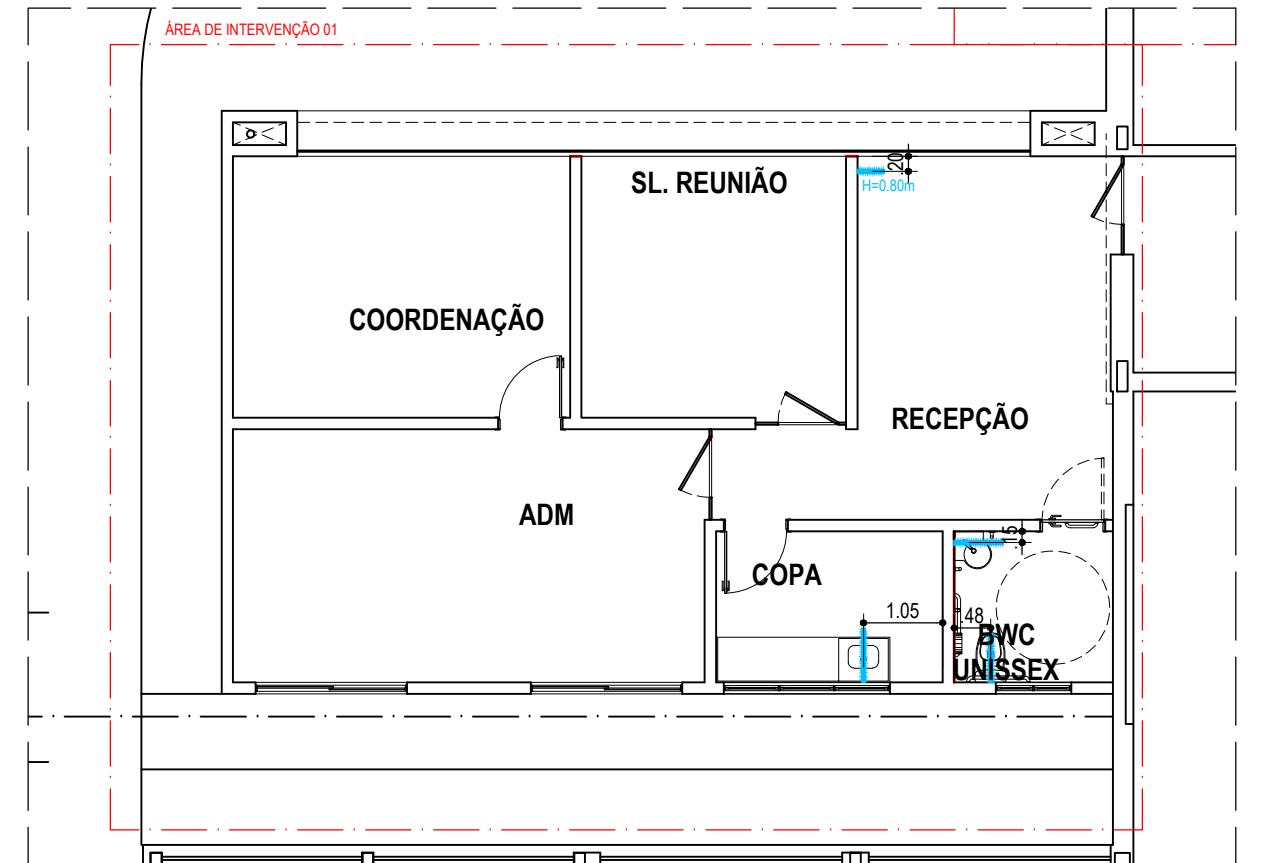 ÁREA DE INTERVENÇÃO 01
.20
SL. REUNIÃO
H=0.80m
COORDENAÇÃO
RECEPÇÃO
ADM
.15
COPA
1.05
.48
BWC
UNISSEX